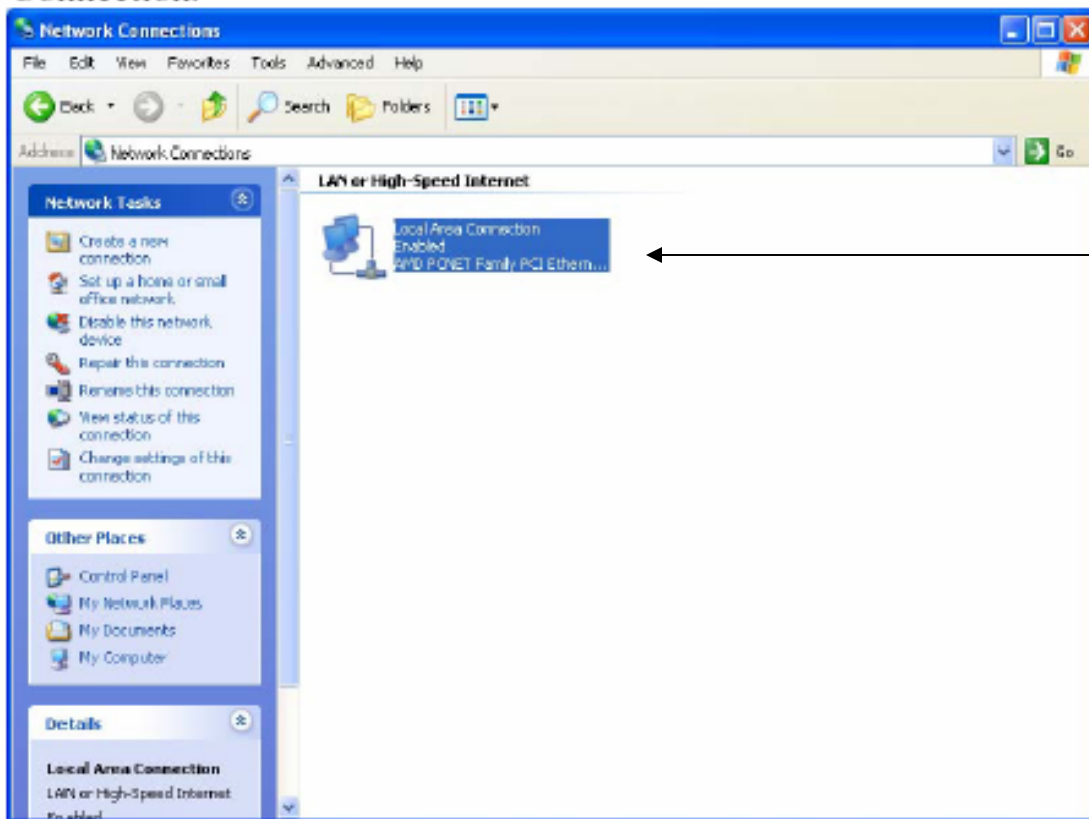 Network Connections
File Edit View Favorites Tools Advanced Help
Back Search Folders
Address Network Connections Go
Network Tasks
Create a new
connection
Set up a home or small
office network
Disable this network
device
Repair this connection
Rename this connection
View status of this
connection
Change settings of this
connection
Other Places
Control Panel
My Network Places
My Documents
My Computer
Details
Local Area Connection
LAN or High-Speed Internet
Enabled
LAN or High-Speed Internet
Local Area Connection
Enabled
AMD PCNET Family PCI Ethern...